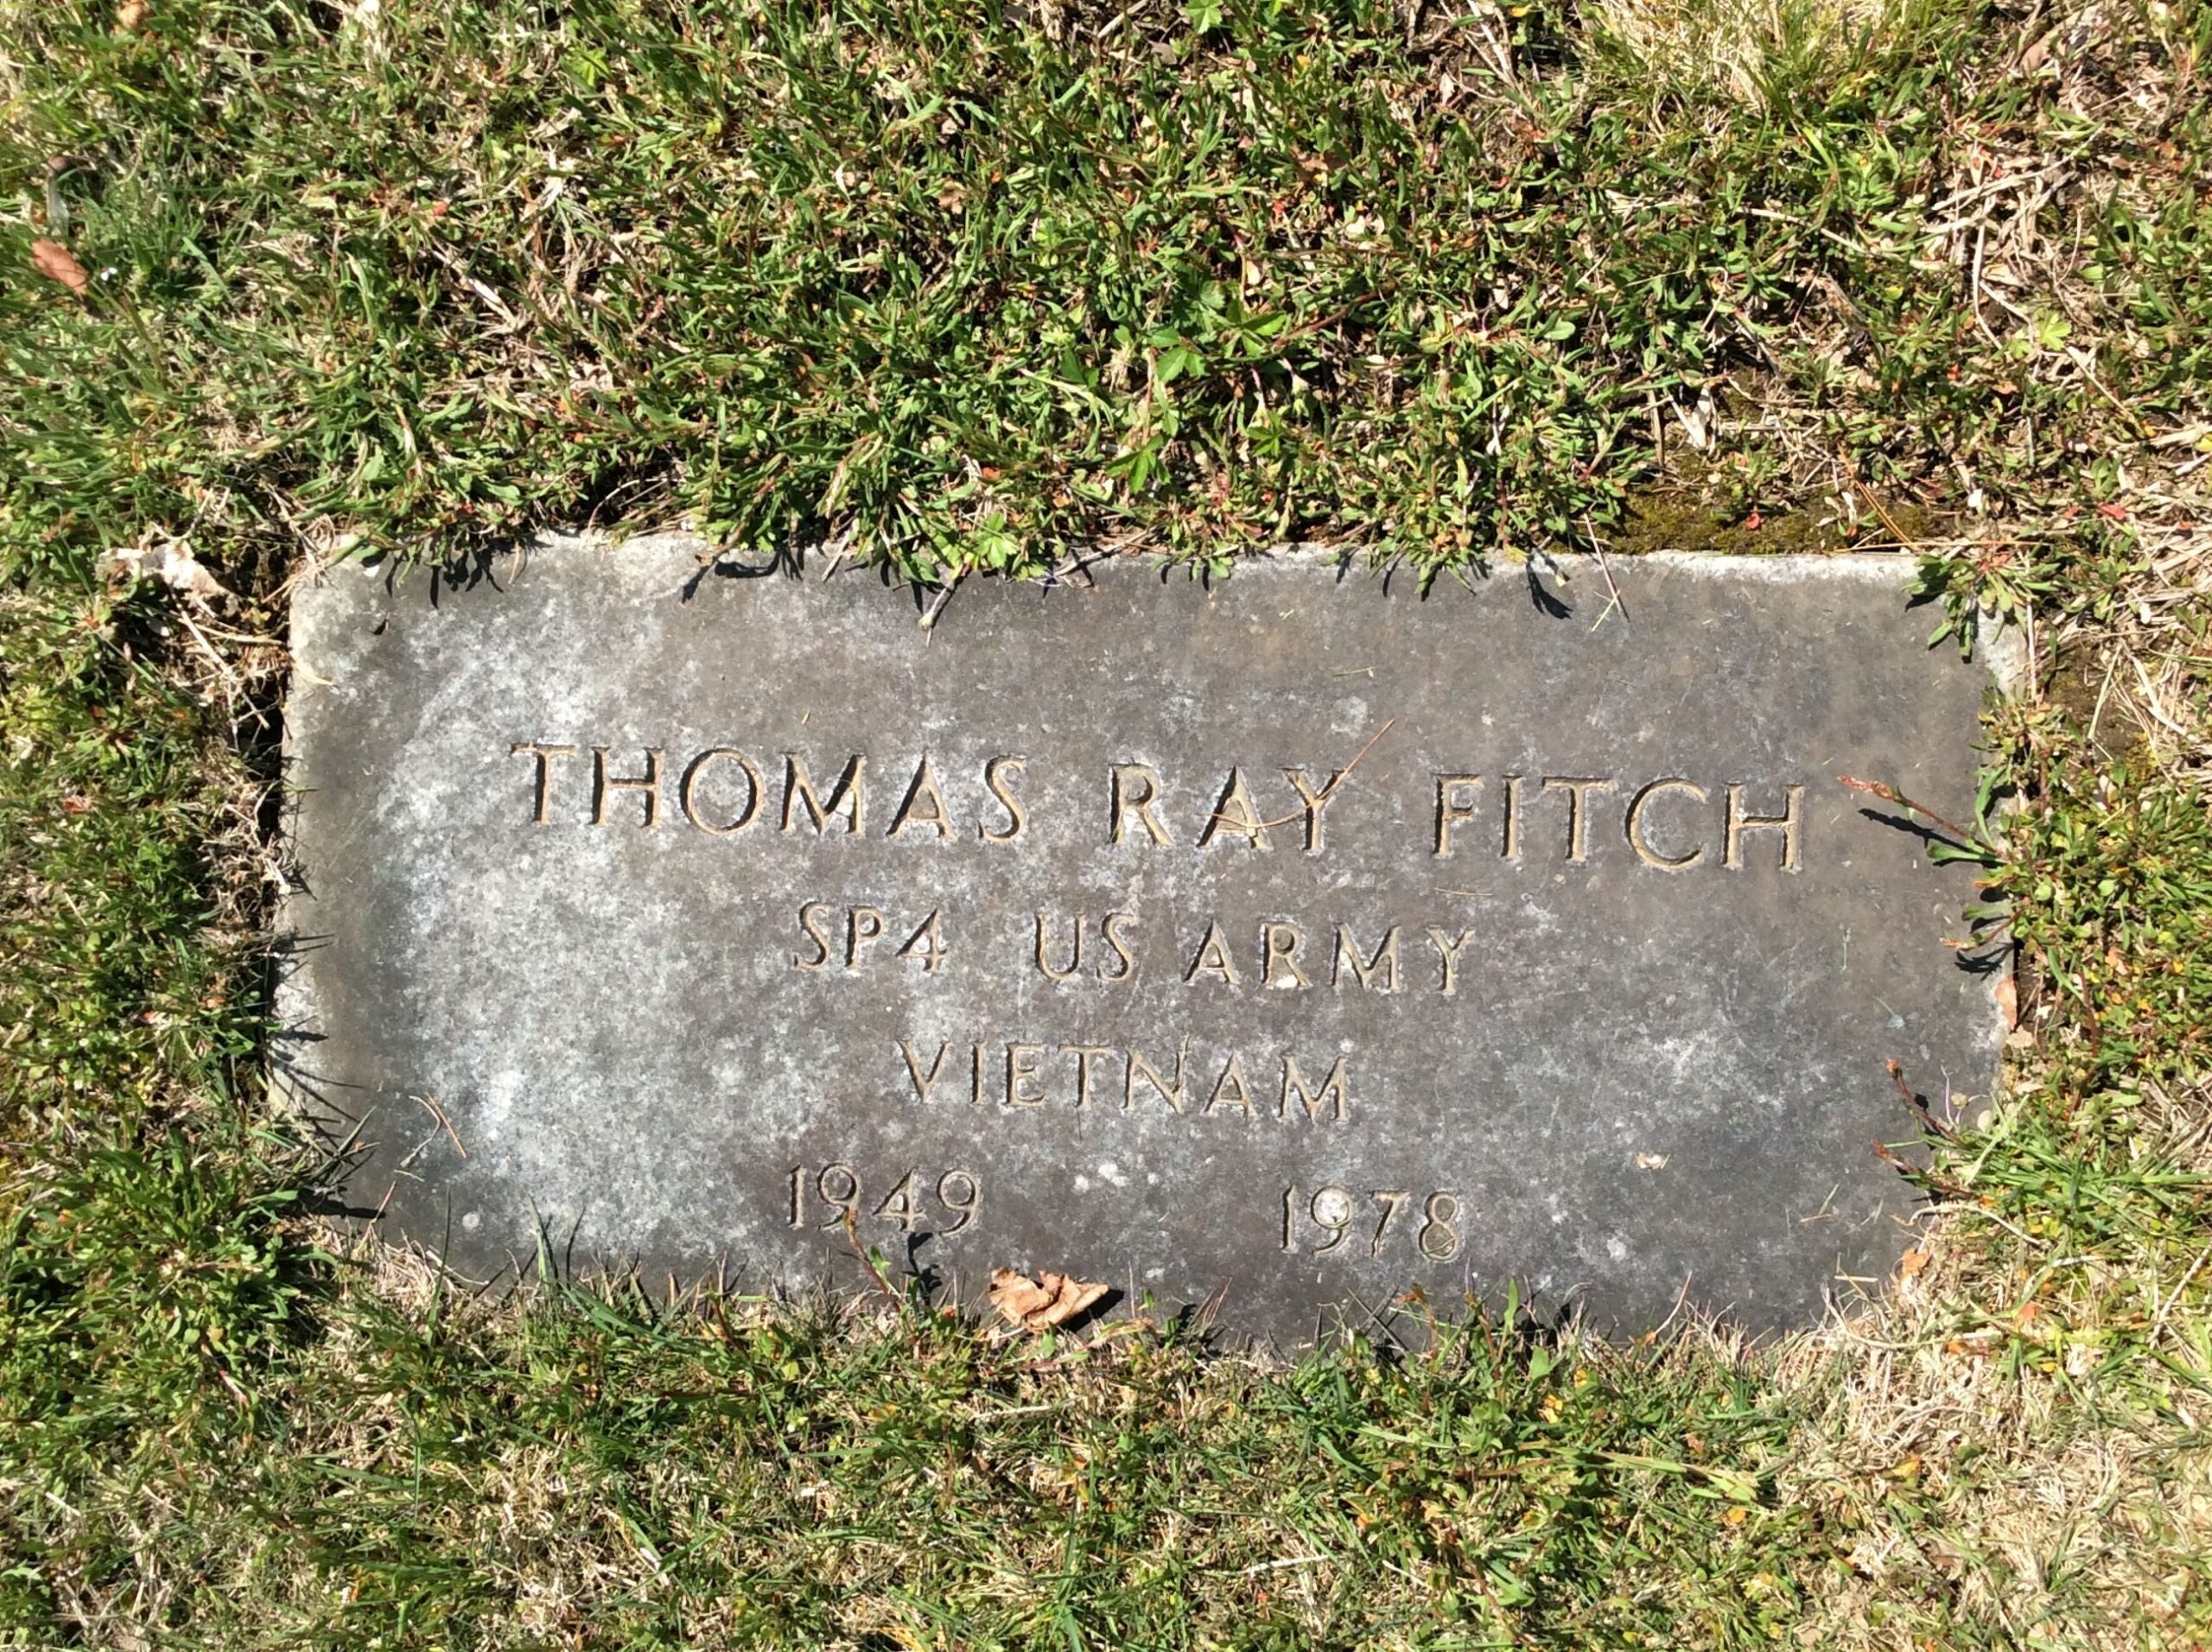 THOMAS RAY FITCH
SP4 US ARMY
VIETNAM
1949 1978